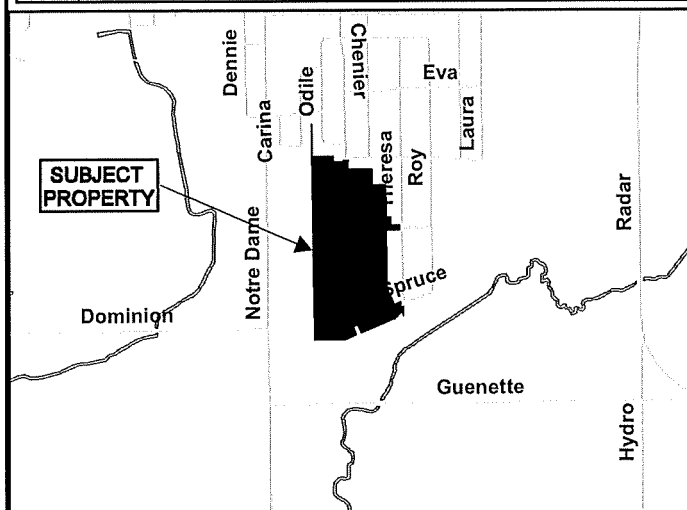 Dennie
Carina
Odile
Chenier
Eva
Laura
Theresa
Roy
SUBJECT
PROPERTY
Notre Dame
Radar
Spruce
Dominion
Guenette
Hydro